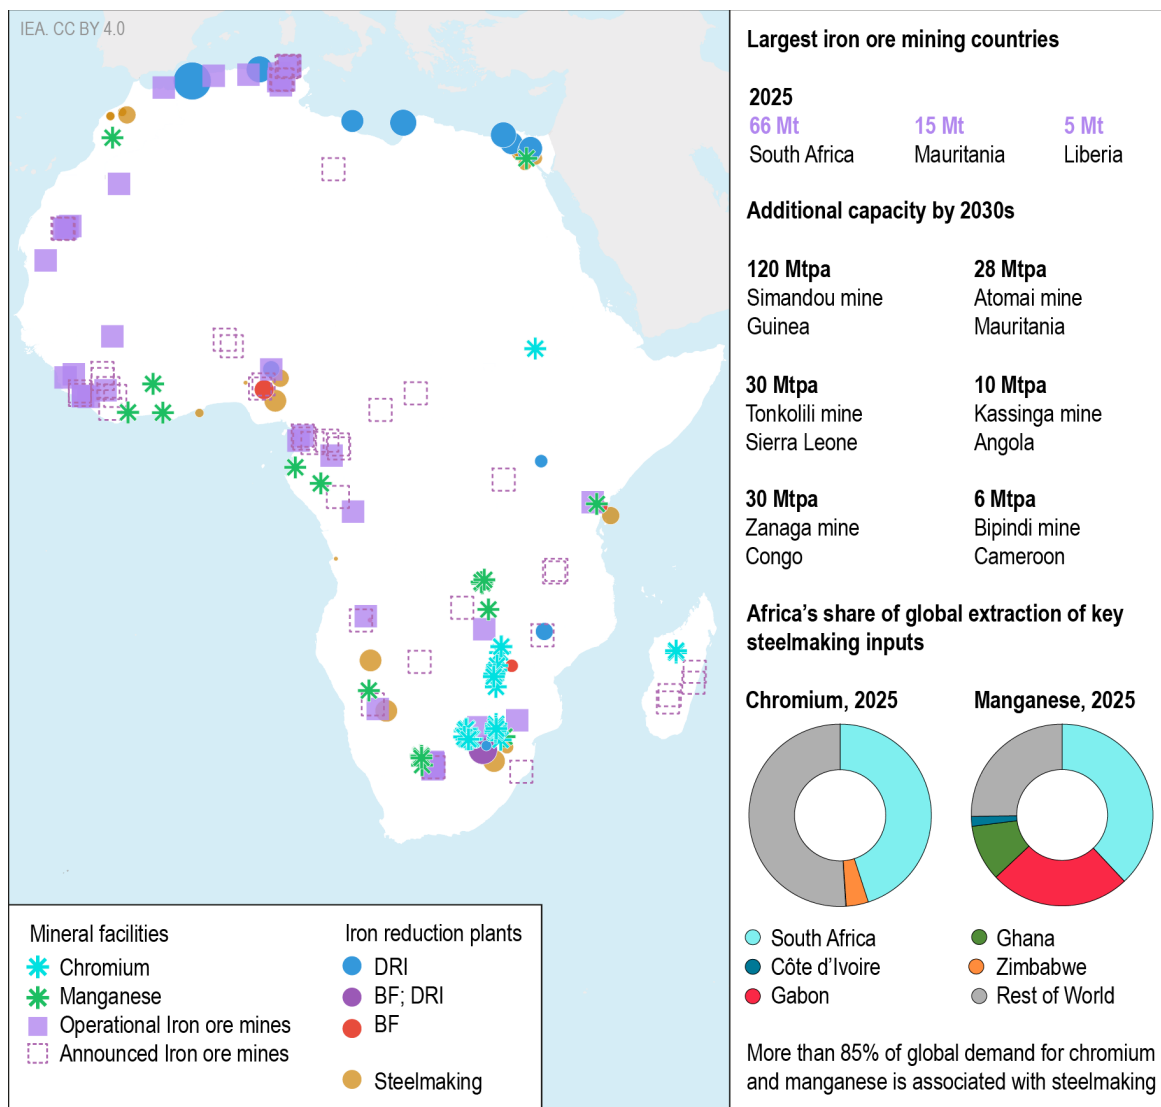 IEA. CC BY 4.0
Mineral facilities
Chromium
Manganese
Operational Iron ore mines
Announced Iron ore mines
Iron reduction plants
DRI
BF; DRI
BF
Steelmaking
Largest iron ore mining countries
2025
66 Mt 15 Mt 5 Mt
South Africa Mauritania Liberia
Additional capacity by 2030s
120 Mtpa 28 Mtpa
Simandou mine Atomai mine
Guinea Mauritania
30 Mtpa 10 Mtpa
Tonkolili mine Kassinga mine
Sierra Leone Angola
30 Mtpa 6 Mtpa
Zanaga mine Bipindi mine
Congo Cameroon
Africa's share of global extraction of key
steelmaking inputs
Chromium, 2025 Manganese, 2025
South Africa Ghana
Côte d'Ivoire Zimbabwe
Gabon Rest of World
More than 85% of global demand for chromium
and manganese is associated with steelmaking